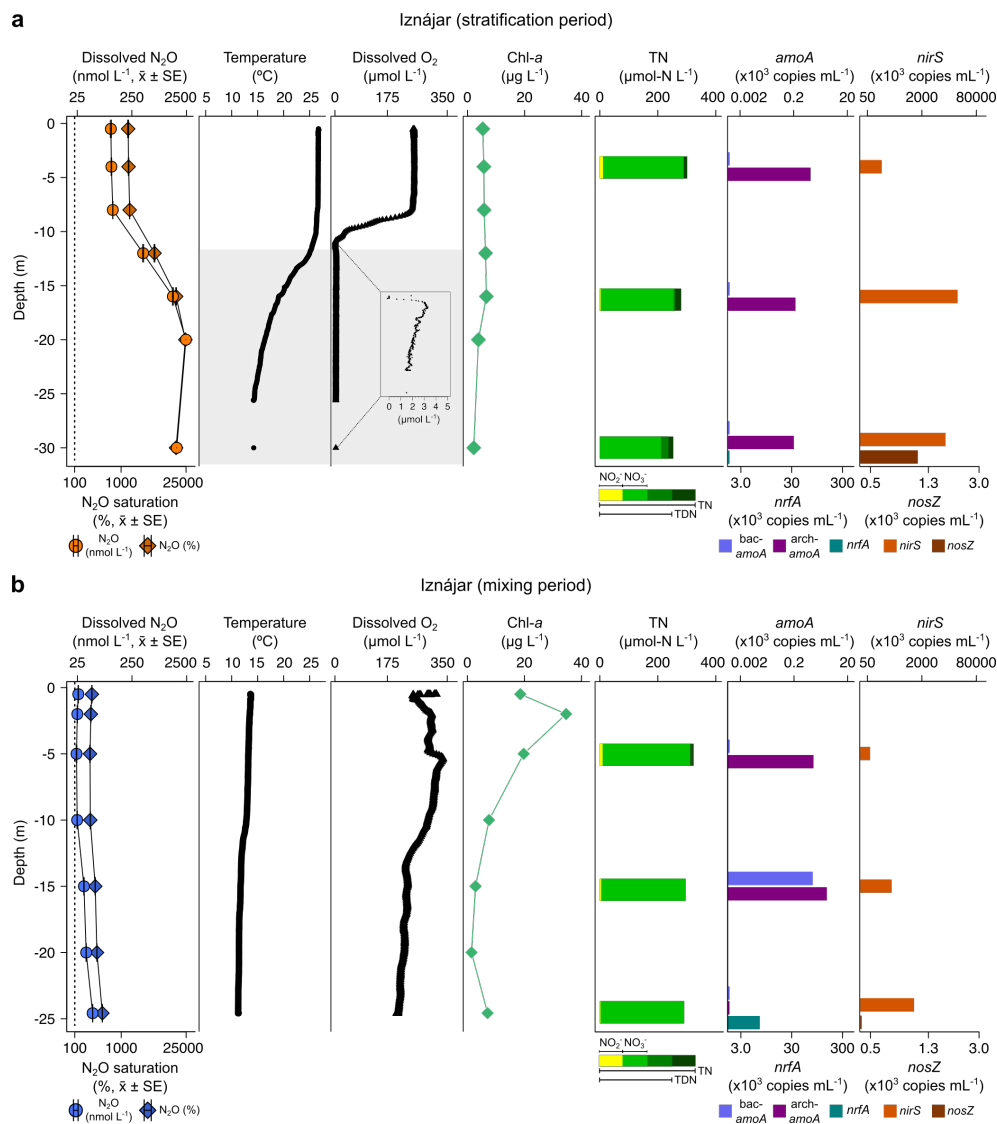 a
Iznájar (stratification period)
Dissolved N2O Temperature Dissolved O2 Chl-a TN amoA nirS
(nmol L-1, x̄ ± SE) (ºC) (µmol L-1) (µg L-1) (µmol-N L-1) (x10³ copies mL-1) (x10³ copies mL-1)
25 250 2500 5 10 15 20 25 0 175 350 0 10 20 30 0 200 400 0.002 0.2 20 50 2000 80000
0
-5
-10
-15
-20
-25
-30
Depth (m)
0 1 2 3 4 5
(µmol L-1)
NO2- NO3-
TN
TDN
100 1000 25000 3.0 30 300 0.5 1.3 3.0
N2O saturation nrfA nosZ
(%, x̄ ± SE) (x10³ copies mL-1) (x10³ copies mL-1)
N2O (nmol L-1) N2O (%) bac-amoA arch-amoA nrfA nirS nosZ
b
Iznájar (mixing period)
Dissolved N2O Temperature Dissolved O2 Chl-a TN amoA nirS
(nmol L-1, x̄ ± SE) (ºC) (µmol L-1) (µg L-1) (µmol-N L-1) (x10³ copies mL-1) (x10³ copies mL-1)
25 250 2500 5 10 15 20 25 0 175 350 0 10 20 30 0 200 400 0.002 0.2 20 50 2000 80000
0
-5
-10
-15
-20
-25
Depth (m)
NO2- NO3-
TN
TDN
100 1000 25000 3.0 30 300 0.5 1.3 3.0
N2O saturation nrfA nosZ
(%, x̄ ± SE) (x10³ copies mL-1) (x10³ copies mL-1)
N2O (nmol L-1) N2O (%) bac-amoA arch-amoA nrfA nirS nosZ